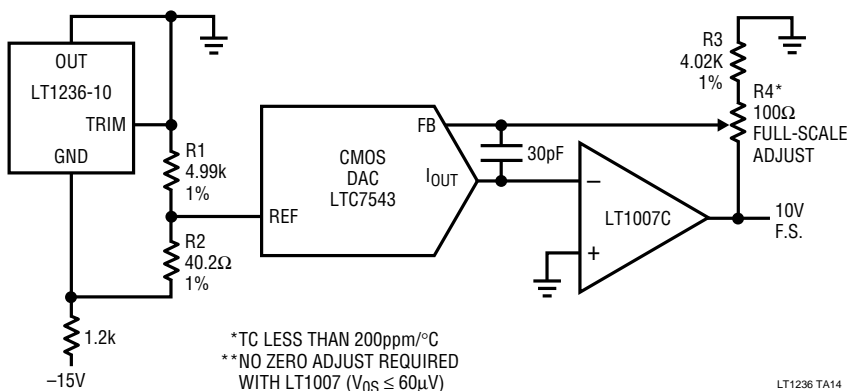 OUT
LT1236-10
TRIM
GND
R1
4.99k
1%
R2
40.2Ω
1%
1.2k
–15V
REF
CMOS
DAC
LTC7543
FB
IOUT
30pF
–
+
LT1007C
R3
4.02K
1%
R4*
100Ω
FULL-SCALE
ADJUST
10V
F.S.
*TC LESS THAN 200ppm/°C
**NO ZERO ADJUST REQUIRED
WITH LT1007 (V0S ≤ 60µV)
LT1236 TA14